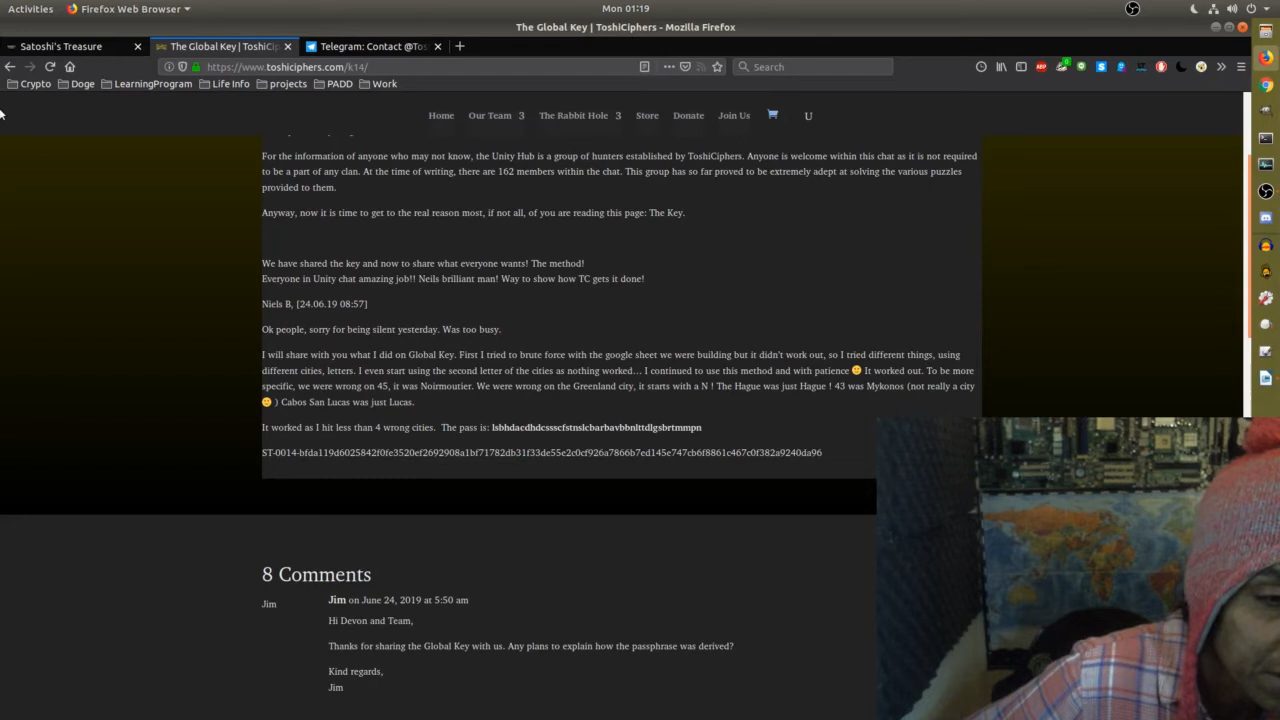 Activities Firefox Web Browser Mon 01:19
The Global Key | ToshiCiphers - Mozilla Firefox
Satoshi's Treasure The Global Key | ToshiCip Telegram: Contact @Tos
https://www.toshiciphers.com/k14/ Search
Crypto Doge LearningProgram Life Info projects PADD Work
Home Our Team 3 The Rabbit Hole 3 Store Donate Join Us U
For the information of anyone who may not know, the Unity Hub is a group of hunters established by ToshiCiphers. Anyone is welcome within this chat as it is not required
to be a part of any clan. At the time of writing, there are 162 members within the chat. This group has so far proved to be extremely adept at solving the various puzzles
provided to them.
Anyway, now it is time to get to the real reason most, if not all, of you are reading this page: The Key.
We have shared the key and now to share what everyone wants! The method!
Everyone in Unity chat amazing job!! Neils brilliant man! Way to show how TC gets it done!
Niels B, [24.06.19 08:57]
Ok people, sorry for being silent yesterday. Was too busy.
I will share with you what I did on Global Key. First I tried to brute force with the google sheet we were building but it didn't work out, so I tried different things, using
different cities, letters. I even start using the second letter of the cities as nothing worked… I continued to use this method and with patience 🙂 It worked out. To be more
specific, we were wrong on 45, it was Noirmoutier. We were wrong on the Greenland city, it starts with a N ! The Hague was just Hague ! 43 was Mykonos (not really a city
🙂 ) Cabos San Lucas was just Lucas.
It worked as I hit less than 4 wrong cities. The pass is: lsbhdacdhdcssscfstnslcbarbavbbnlttdlgsbrtmmpn
ST-0014-bfda119d6025842f0fe3520ef2692908a1bf71782db31f33de55e2c0cf926a7866b7ed145e747cb6f8861c467c0f382a9240da96
8 Comments
Jim Jim on June 24, 2019 at 5:50 am
Hi Devon and Team,
Thanks for sharing the Global Key with us. Any plans to explain how the passphrase was derived?
Kind regards,
Jim